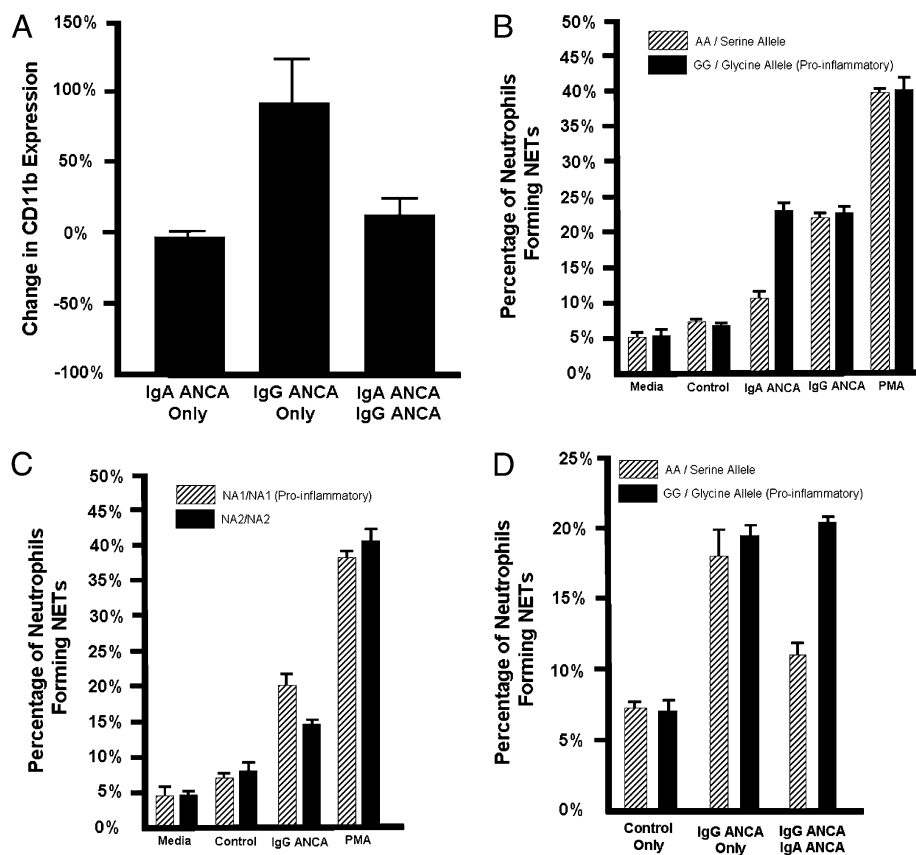 A
Change in CD11b Expression
150%
100%
50%
0%
-50%
-100%
IgA ANCA
Only
IgG ANCA
Only
IgA ANCA
IgG ANCA
B
Percentage of Neutrophils
Forming NETs
50%
45%
40%
35%
30%
25%
20%
15%
10%
5%
0%
AA / Serine Allele
GG / Glycine Allele (Pro-inflammatory)
Media
Control
IgA ANCA
IgG ANCA
PMA
C
Percentage of Neutrophils
Forming NETs
50%
45%
40%
35%
30%
25%
20%
15%
10%
5%
0%
NA1/NA1 (Pro-inflammatory)
NA2/NA2
Media
Control
IgG ANCA
PMA
D
Percentage of Neutrophils
Forming NETs
25%
20%
15%
10%
5%
0%
AA / Serine Allele
GG / Glycine Allele (Pro-inflammatory)
Control
Only
IgG ANCA
Only
IgG ANCA
IgA ANCA